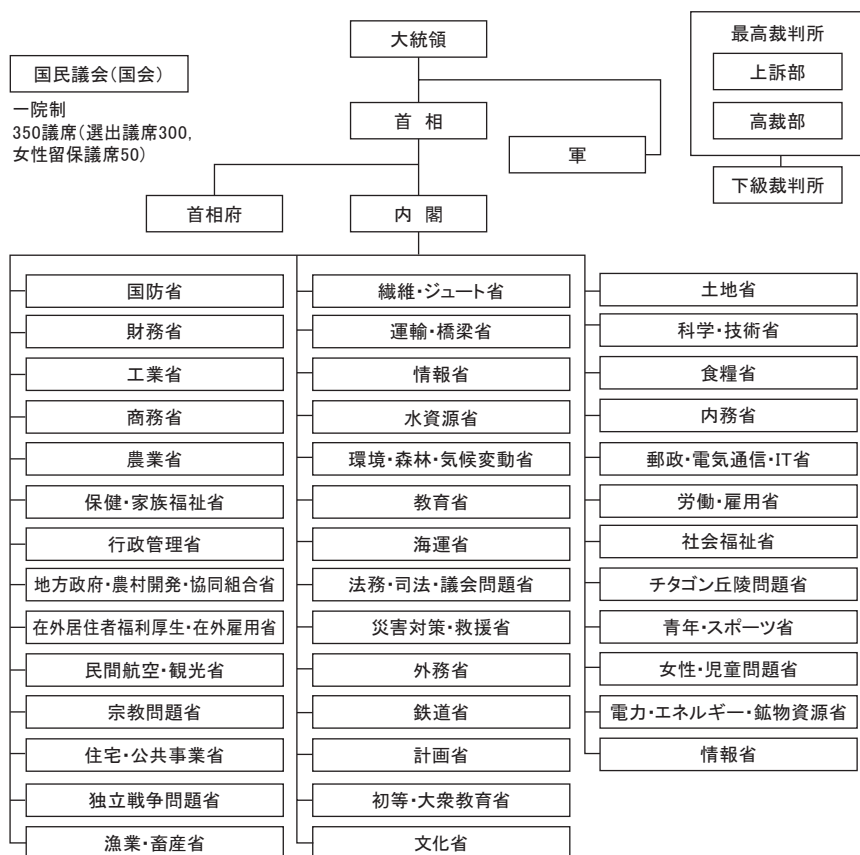 大統領
国民議会(国会)
一院制
350議席(選出議席300,
女性留保議席50)
首 相
軍
最高裁判所
上訴部
高裁部
下級裁判所
首相府
内 閣
国防省
財務省
工業省
商務省
農業省
保健・家族福祉省
行政管理省
地方政府・農村開発・協同組合省
在外居住者福利厚生・在外雇用省
民間航空・観光省
宗教問題省
住宅・公共事業省
独立戦争問題省
漁業・畜産省
繊維・ジュート省
運輸・橋梁省
情報省
水資源省
環境・森林・気候変動省
教育省
海運省
法務・司法・議会問題省
災害対策・救援省
外務省
鉄道省
計画省
初等・大衆教育省
文化省
土地省
科学・技術省
食糧省
内務省
郵政・電気通信・IT省
労働・雇用省
社会福祉省
チタゴン丘陵問題省
青年・スポーツ省
女性・児童問題省
電力・エネルギー・鉱物資源省
情報省